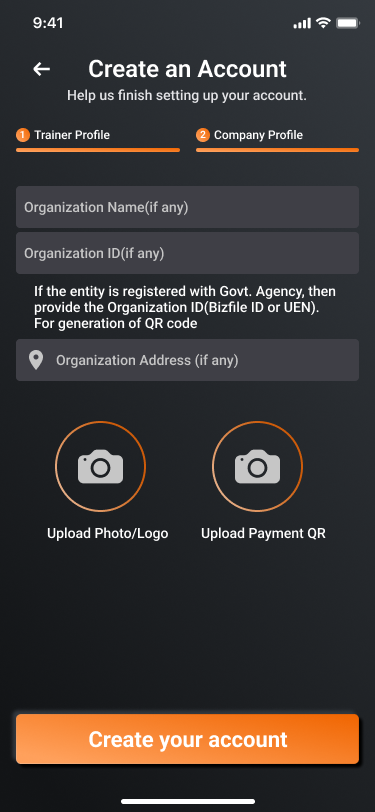 9:41
Create an Account
Help us finish setting up your account.
1 Trainer Profile
2 Company Profile
Organization Name(if any)
Organization ID(if any)
If the entity is registered with Govt. Agency, then
provide the Organization ID(Bizfile ID or UEN).
For generation of QR code
Organization Address (if any)
Upload Photo/Logo
Upload Payment QR
Create your account